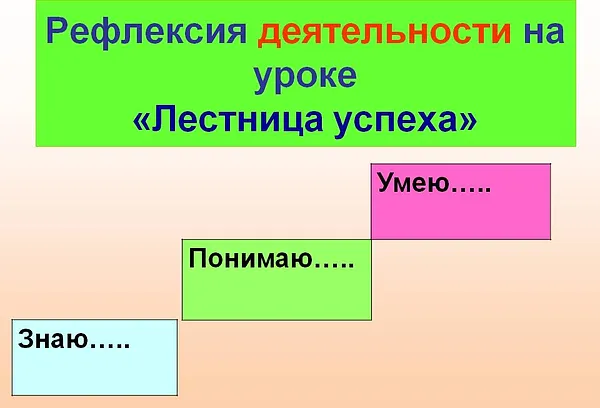 Рефлексия деятельности на
уроке
«Лестница успеха»
Умею…..
Понимаю…..
Знаю…..